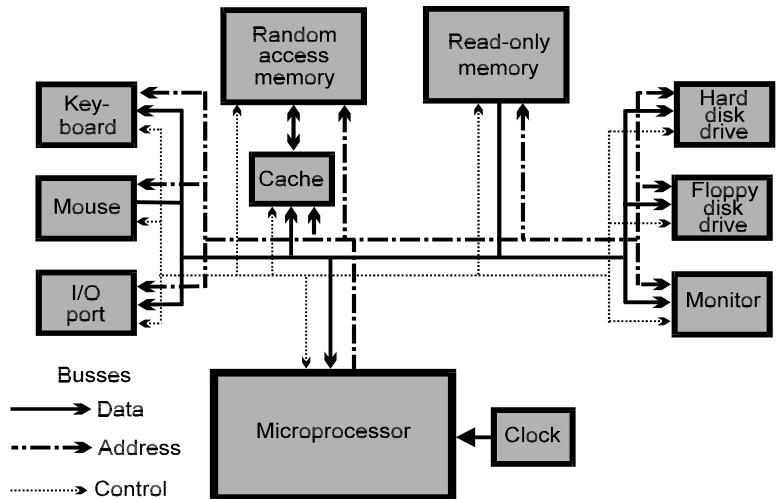 Random
access
memory
Read-only
memory
Key-
board
Hard
disk
drive
Cache
Mouse
Floppy
disk
drive
I/O
port
Monitor
Busses
Data
Address
Control
Microprocessor
Clock